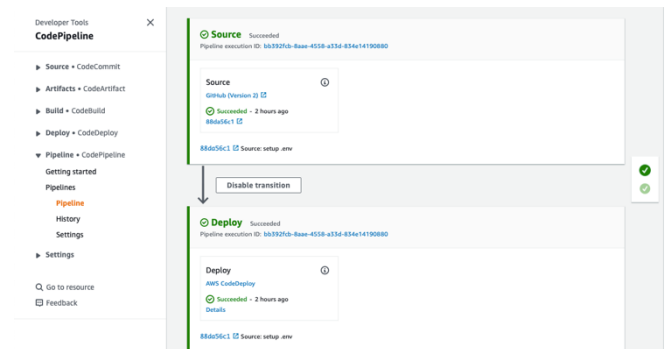 Developer Tools
CodePipeline
Source • CodeCommit
Artifacts • CodeArtifact
Build • CodeBuild
Deploy • CodeDeploy
Pipeline • CodePipeline
Getting started
Pipelines
Pipeline
History
Settings
Settings
Go to resource
Feedback
Source Succeeded
Pipeline execution ID: bb392fcb-8aae-4558-a33d-834e14190880
Source
GitHub (Version 2)
Succeeded - 2 hours ago
88da56c1
88da56c1 Source: setup .env
Disable transition
Deploy Succeeded
Pipeline execution ID: bb392fcb-8aae-4558-a33d-834e14190880
Deploy
AWS CodeDeploy
Succeeded - 2 hours ago
Details
88da56c1 Source: setup .env